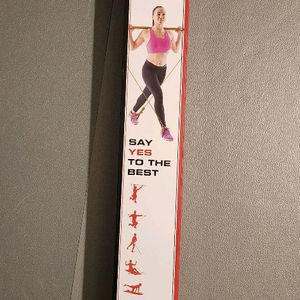 SAY
YES
TO THE
BEST